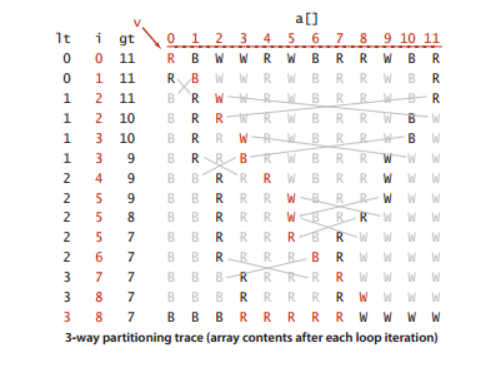 v a[]
lt i gt 0 1 2 3 4 5 6 7 8 9 10 11
0 0 11 R B W W R W B R R W B R
0 1 11 R B W W R W B R R W B R
1 2 11 B R W W R W B R R W B R
1 2 10 B R R W R W B R R W B W
1 3 10 B R R W R W B R R W B W
1 3 9 B R R B R W B R R W W W
2 4 9 B B R R R W B R R W W W
2 5 9 B B R R R W B R R W W W
2 5 8 B B R R R W B R R W W W
2 5 7 B B R R R R B R W W W W
2 6 7 B B R R R R B R W W W W
3 7 7 B B B R R R R R W W W W
3 8 7 B B B R R R R R W W W W
3 8 7 B B B R R R R R W W W W
3-way partitioning trace (array contents after each loop iteration)